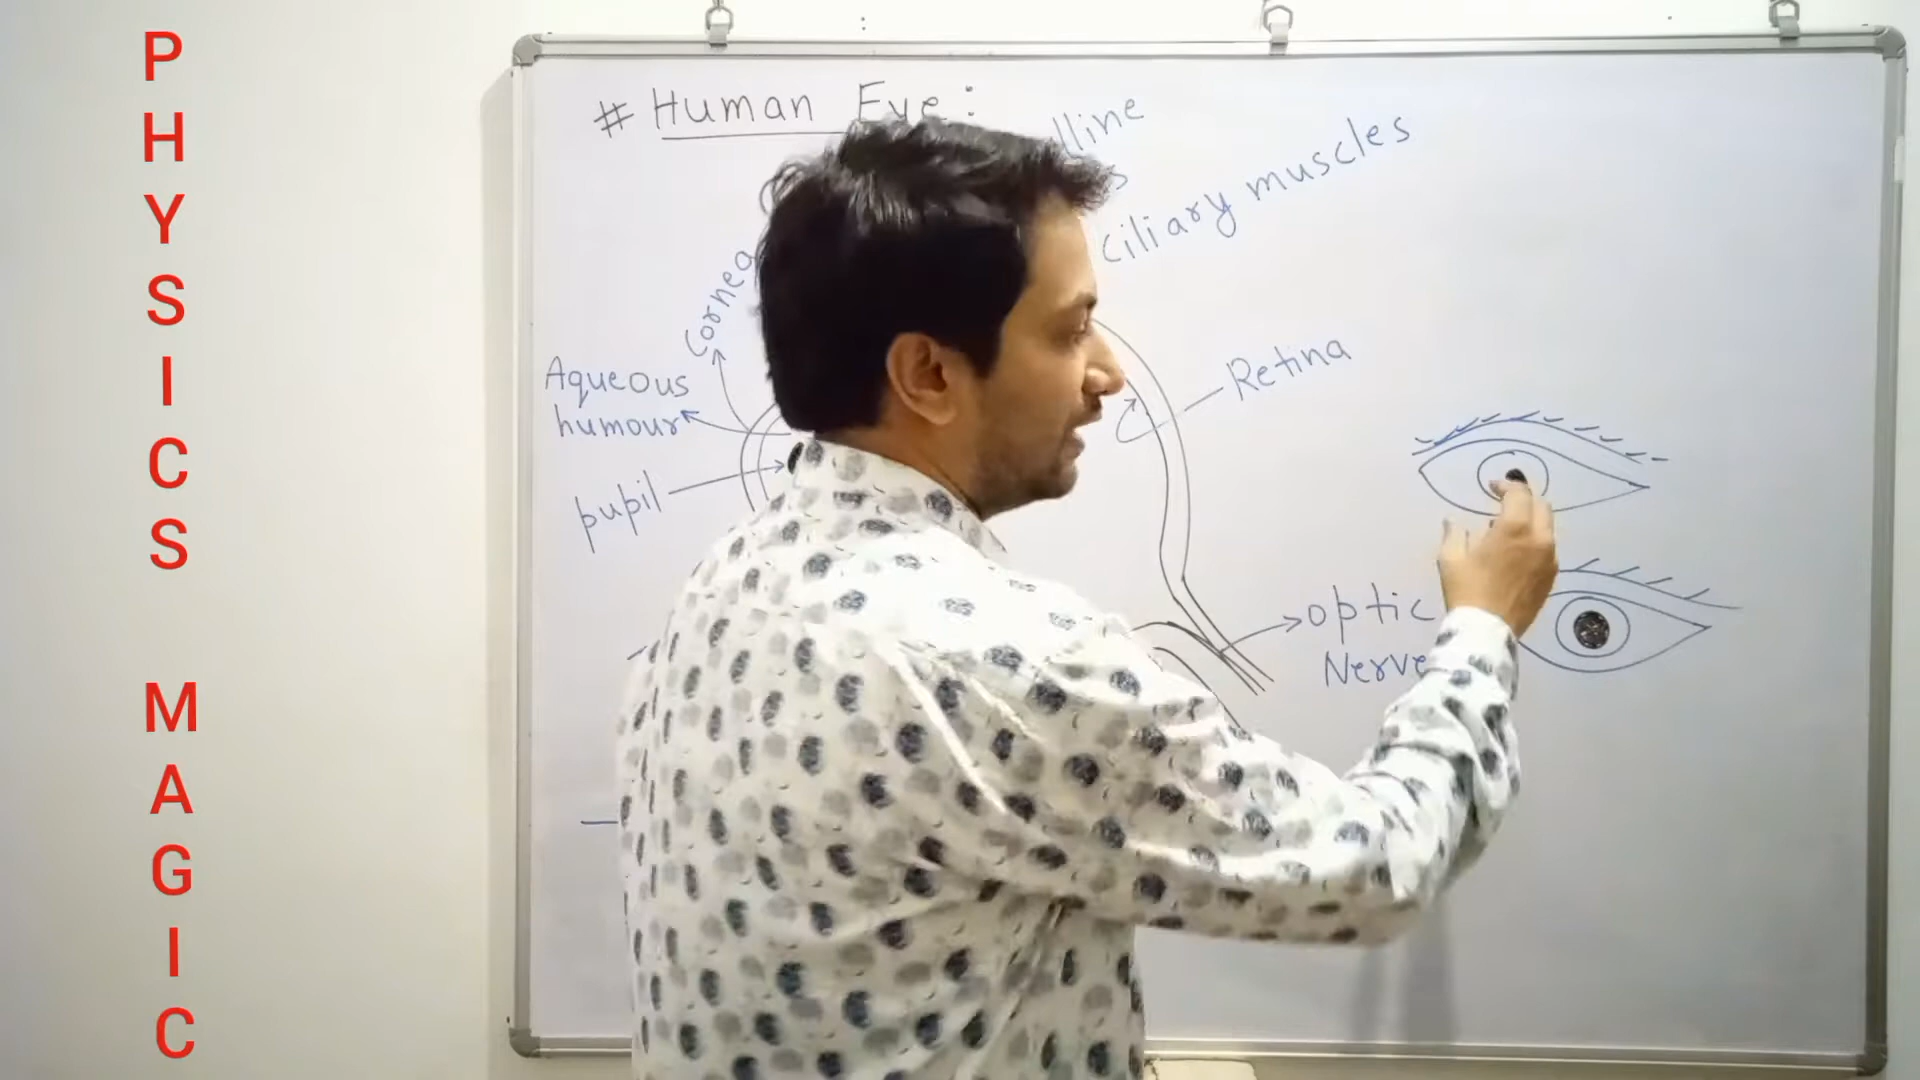 PHYSICS
MAGIC
# Human Eye:
ciliary muscles
Cornea
Aqueous
humour
Retina
pupil
optic
Nerve